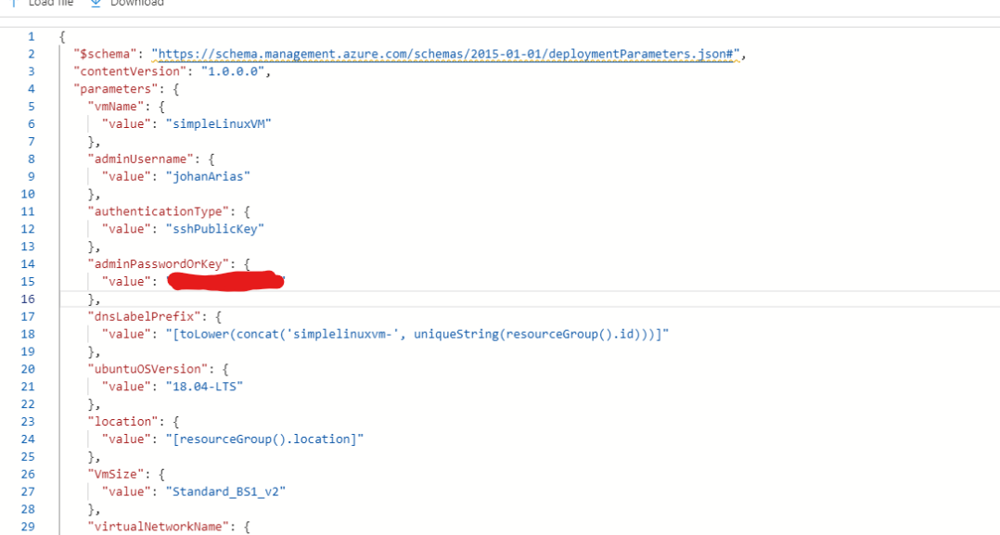 Load file Download
1 {
2 "$schema": "https://schema.management.azure.com/schemas/2015-01-01/deploymentParameters.json#",
3 "contentVersion": "1.0.0.0",
4 "parameters": {
5 "vmName": {
6 "value": "simpleLinuxVM"
7 },
8 "adminUsername": {
9 "value": "johanArias"
10 },
11 "authenticationType": {
12 "value": "sshPublicKey"
13 },
14 "adminPasswordOrKey": {
15 "value":
16 },
17 "dnsLabelPrefix": {
18 "value": "[toLower(concat('simplelinuxvm-', uniqueString(resourceGroup().id)))]"
19 },
20 "ubuntuOSVersion": {
21 "value": "18.04-LTS"
22 },
23 "location": {
24 "value": "[resourceGroup().location]"
25 },
26 "VmSize": {
27 "value": "Standard_BS1_v2"
28 },
29 "virtualNetworkName": {